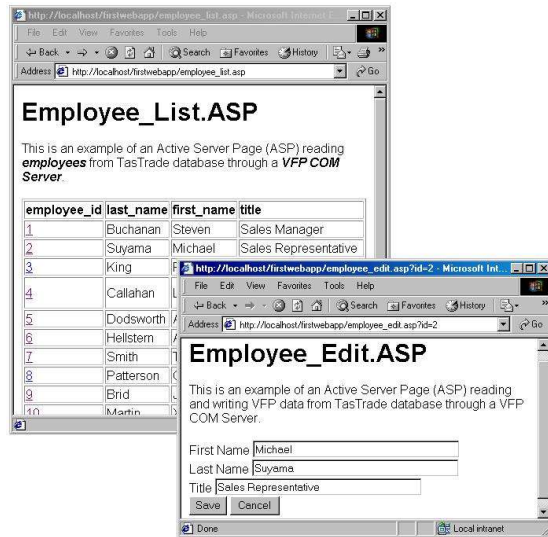 http://localhost/firstwebapp/employee_list.asp - Microsoft Internet E...
File Edit View Favorites Tools Help
Back Search Favorites History
Address http://localhost/firstwebapp/employee_list.asp Go
Employee_List.ASP
This is an example of an Active Server Page (ASP) reading
employees from TasTrade database through a VFP COM
Server.
employee_id last_name first_name title
1 Buchanan Steven Sales Manager
2 Suyama Michael Sales Representative
3 King
4 Callahan L
5 Dodsworth A
6 Hellstern A
7 Smith T
8 Patterson
9 Brid J
10 Martin X
http://localhost/firstwebapp/employee_edit.asp?id=2 - Microsoft Int...
File Edit View Favorites Tools Help
Back Search Favorites History
Address http://localhost/firstwebapp/employee_edit.asp?id=2 Go
Employee_Edit.ASP
This is an example of an Active Server Page (ASP) reading
and writing VFP data from TasTrade database through a VFP
COM Server.
First Name Michael
Last Name Suyama
Title Sales Representative
Save Cancel
Done Local intranet